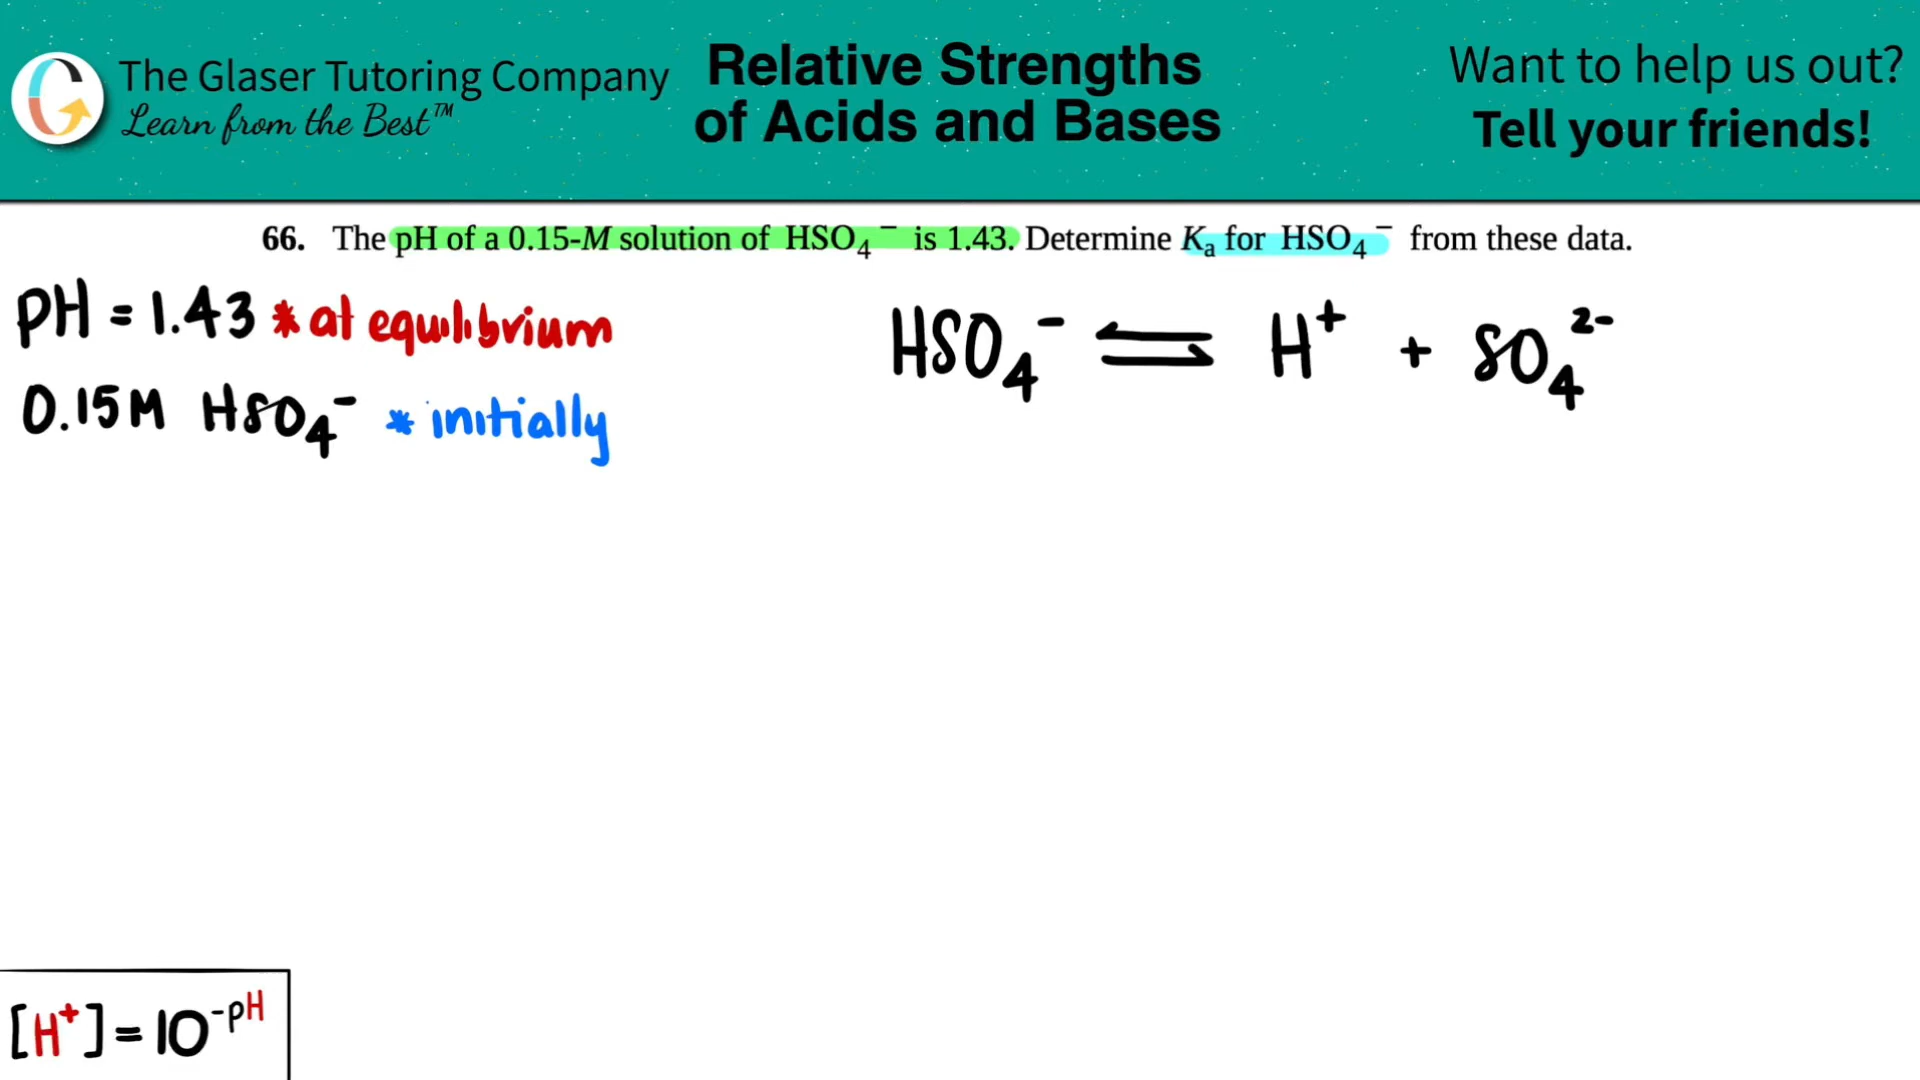 The Glaser Tutoring Company
Learn from the Best™
Relative Strengths
of Acids and Bases
Want to help us out?
Tell your friends!
66. The pH of a 0.15-M solution of HSO₄⁻ is 1.43. Determine Kₐ for HSO₄⁻ from these data.
pH = 1.43 * at equilibrium
0.15M HSO₄⁻ * initially
HSO₄⁻ ⇌ H⁺ + SO₄²⁻
[H⁺] = 10^-pH